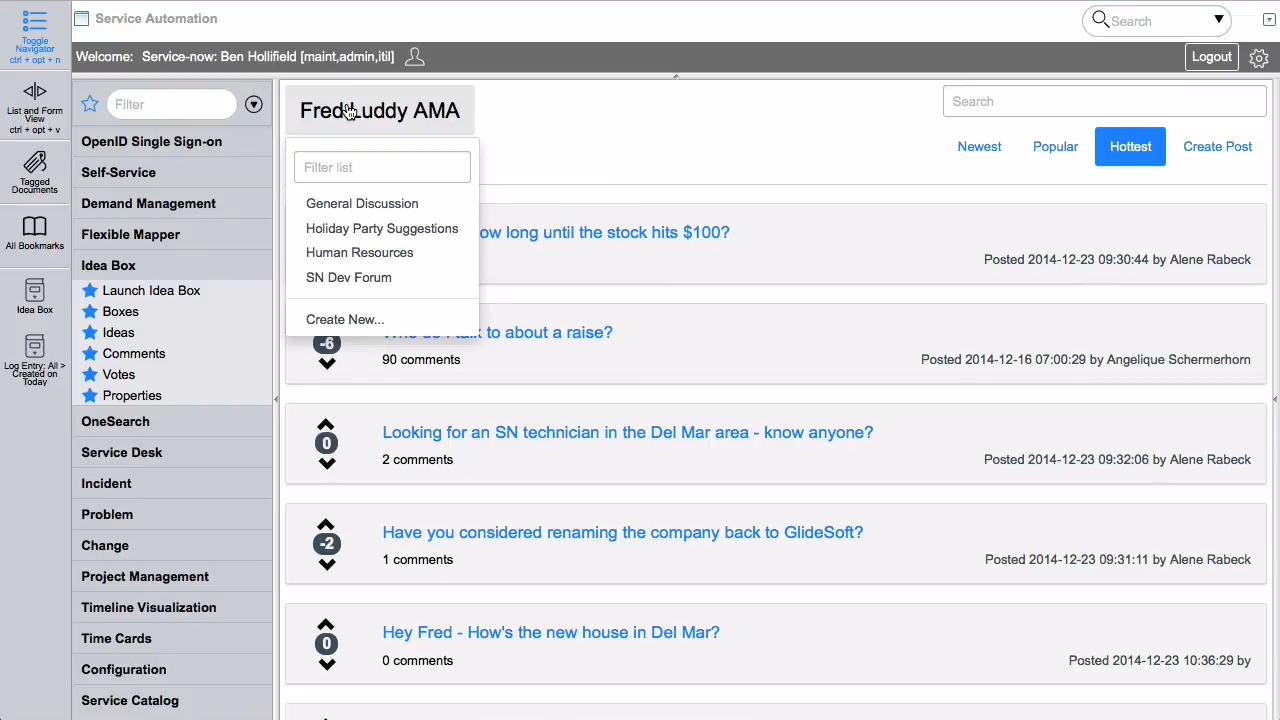 Toggle
Navigator
ctrl + opt + n
List and Form
View
ctrl + opt + v
Tagged
Documents
All Bookmarks
Idea Box
Log Entry: All >
Created on
Today
Service Automation
Search
Welcome: Service-now: Ben Hollifield [maint,admin,itil]
Logout
Filter
OpenID Single Sign-on
Self-Service
Demand Management
Flexible Mapper
Idea Box
Launch Idea Box
Boxes
Ideas
Comments
Votes
Properties
OneSearch
Service Desk
Incident
Problem
Change
Project Management
Timeline Visualization
Time Cards
Configuration
Service Catalog
Fred Luddy AMA
Search
Newest Popular Hottest Create Post
Filter list
General Discussion
Holiday Party Suggestions
Human Resources
SN Dev Forum
Create New...
ow long until the stock hits $100?
Posted 2014-12-23 09:30:44 by Alene Rabeck
to about a raise?
-6
90 comments
Posted 2014-12-16 07:00:29 by Angelique Schermerhorn
Looking for an SN technician in the Del Mar area - know anyone?
0
2 comments
Posted 2014-12-23 09:32:06 by Alene Rabeck
Have you considered renaming the company back to GlideSoft?
-2
1 comments
Posted 2014-12-23 09:31:11 by Alene Rabeck
Hey Fred - How's the new house in Del Mar?
0
0 comments
Posted 2014-12-23 10:36:29 by